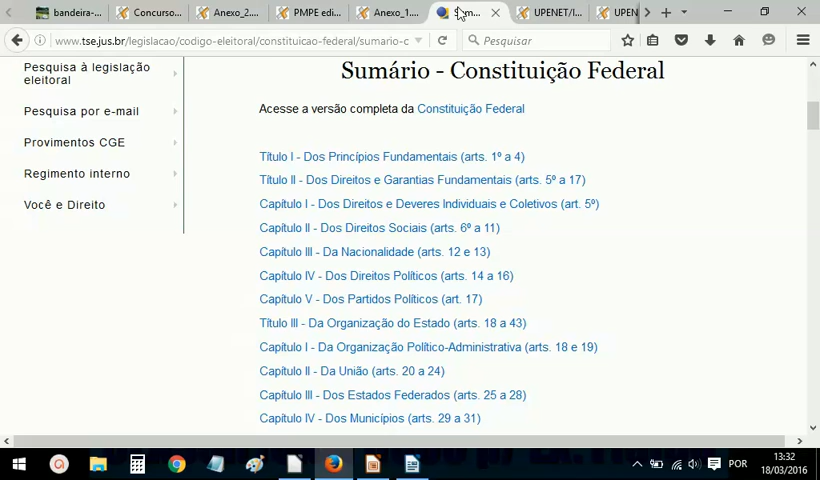 bandeira-...
Concurso...
Anexo_2....
PMPE edi...
Anexo_1....
UPENET/I...
UPEN
www.tse.jus.br/legislacao/codigo-eleitoral/constituicao-federal/sumario-c
Pesquisar
Pesquisa à legislação
eleitoral
Pesquisa por e-mail
Provimentos CGE
Regimento interno
Você e Direito
Sumário - Constituição Federal
Acesse a versão completa da Constituição Federal
Título I - Dos Princípios Fundamentais (arts. 1º a 4)
Título II - Dos Direitos e Garantias Fundamentais (arts. 5º a 17)
Capítulo I - Dos Direitos e Deveres Individuais e Coletivos (art. 5º)
Capítulo II - Dos Direitos Sociais (arts. 6º a 11)
Capítulo III - Da Nacionalidade (arts. 12 e 13)
Capítulo IV - Dos Direitos Políticos (arts. 14 a 16)
Capítulo V - Dos Partidos Políticos (art. 17)
Título III - Da Organização do Estado (arts. 18 a 43)
Capítulo I - Da Organização Político-Administrativa (arts. 18 e 19)
Capítulo II - Da União (arts. 20 a 24)
Capítulo III - Dos Estados Federados (arts. 25 a 28)
Capítulo IV - Dos Municípios (arts. 29 a 31)
POR
13:32
18/03/2016